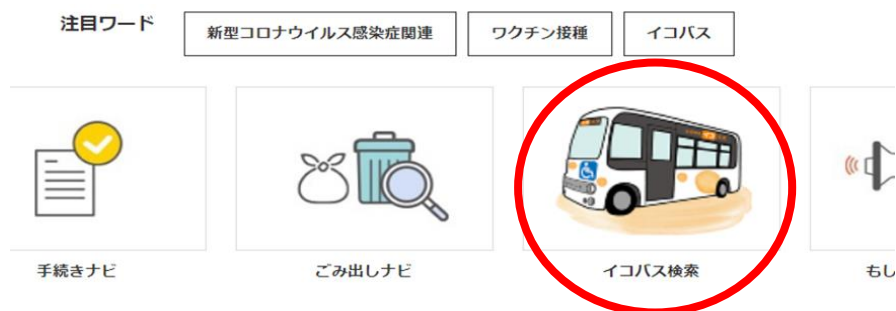 注目ワード
新型コロナウイルス感染症関連
ワクチン接種
イコバス
手続きナビ
ごみ出しナビ
イコバス検索
もし